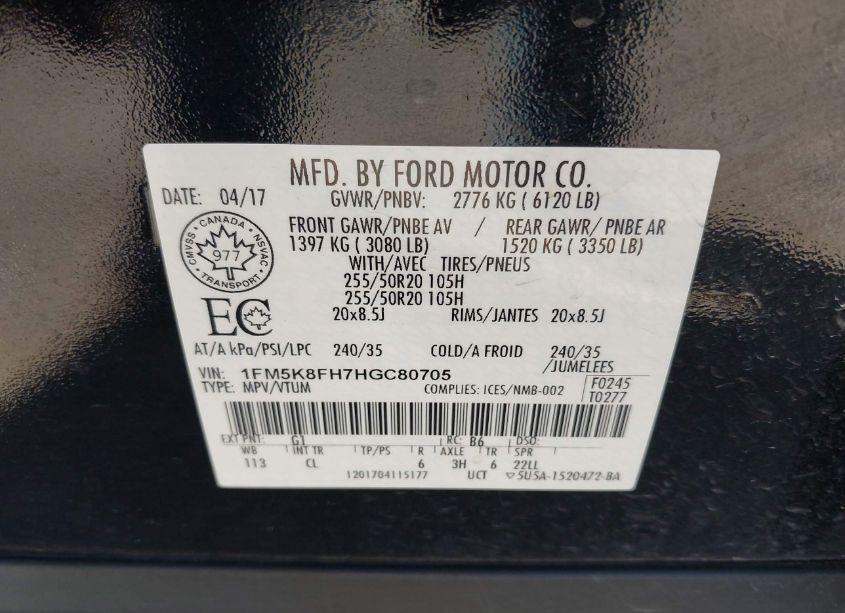 MFD. BY FORD MOTOR CO.
DATE: 04/17 GVWR/PNBV: 2776 KG ( 6120 LB)
FRONT GAWR/PNBE AV / REAR GAWR/ PNBE AR
1397 KG ( 3080 LB) 1520 KG ( 3350 LB)
CANADA
CMVSS 977 NSVAC
TRANSPORT
WITH/AVEC TIRES/PNEUS
255/50R20 105H
255/50R20 105H
EC
20x8.5J RIMS/JANTES 20x8.5J
AT/A kPa/PSI/LPC 240/35 COLD/A FROID 240/35
/JUMELEES
VIN: 1FM5K8FH7HGC80705
TYPE: MPV/VTUM COMPLIES: ICES/NMB-002 F0245
T0277
EXT PNT: G1 RC: B6 DSO:
WB INT TR TP/PS R AXLE TR SPR
113 CL 6 3H 6 22LL
1201704115177 UCT ▽5U5A-1520472-BA